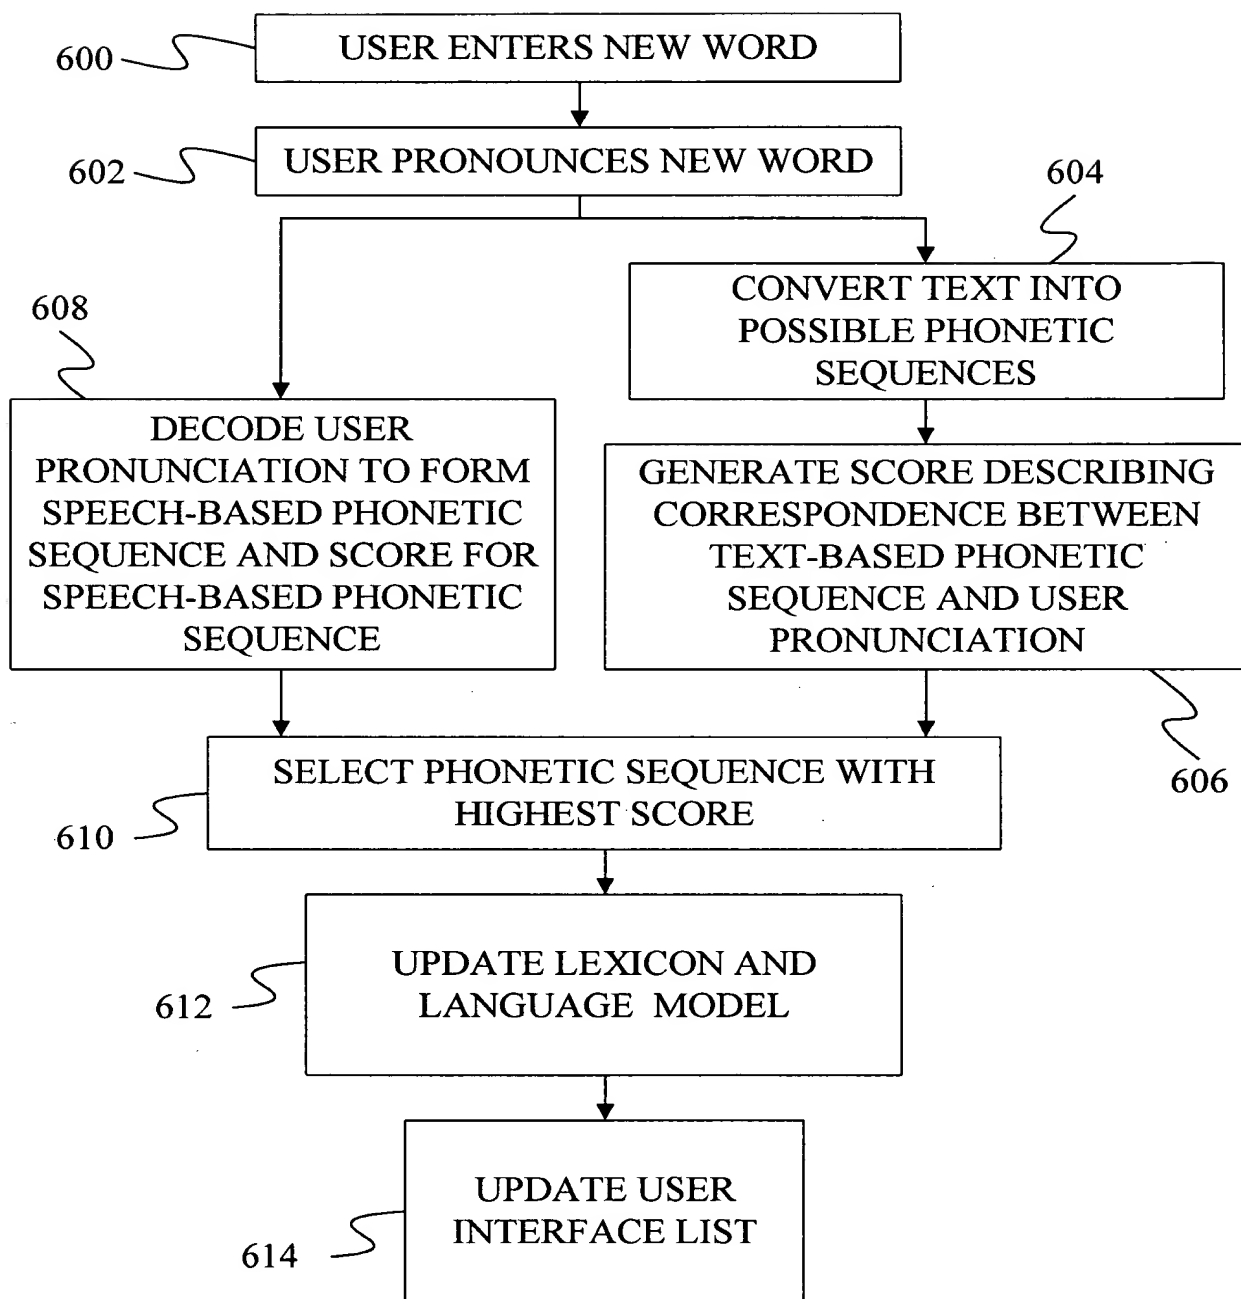 USER ENTERS NEW WORD
600
USER PRONOUNCES NEW WORD
602
604
CONVERT TEXT INTO
POSSIBLE PHONETIC
SEQUENCES
608
DECODE USER
PRONUNCIATION TO FORM
SPEECH-BASED PHONETIC
SEQUENCE AND SCORE FOR
SPEECH-BASED PHONETIC
SEQUENCE
GENERATE SCORE DESCRIBING
CORRESPONDENCE BETWEEN
TEXT-BASED PHONETIC
SEQUENCE AND USER
PRONUNCIATION
606
SELECT PHONETIC SEQUENCE WITH
HIGHEST SCORE
610
UPDATE LEXICON AND
LANGUAGE MODEL
612
UPDATE USER
INTERFACE LIST
614